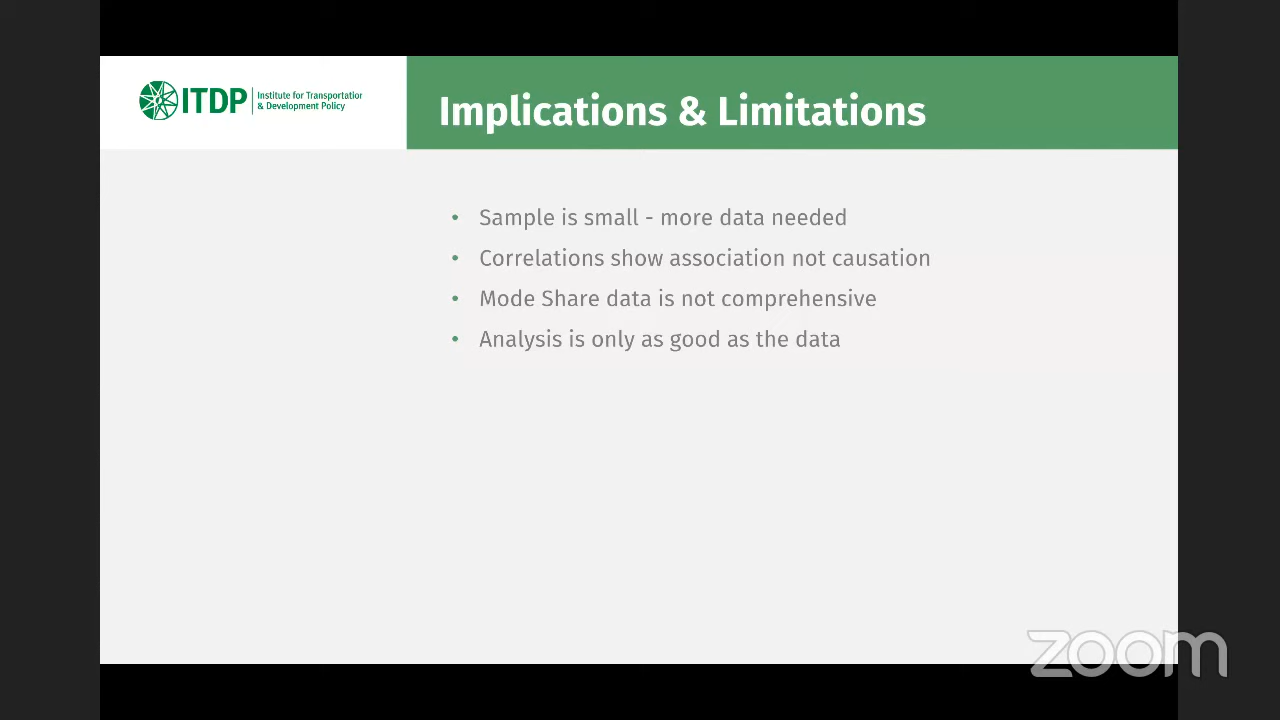 ITDP
Institute for Transportation
& Development Policy
Implications & Limitations
• Sample is small - more data needed
• Correlations show association not causation
• Mode Share data is not comprehensive
• Analysis is only as good as the data
zoom